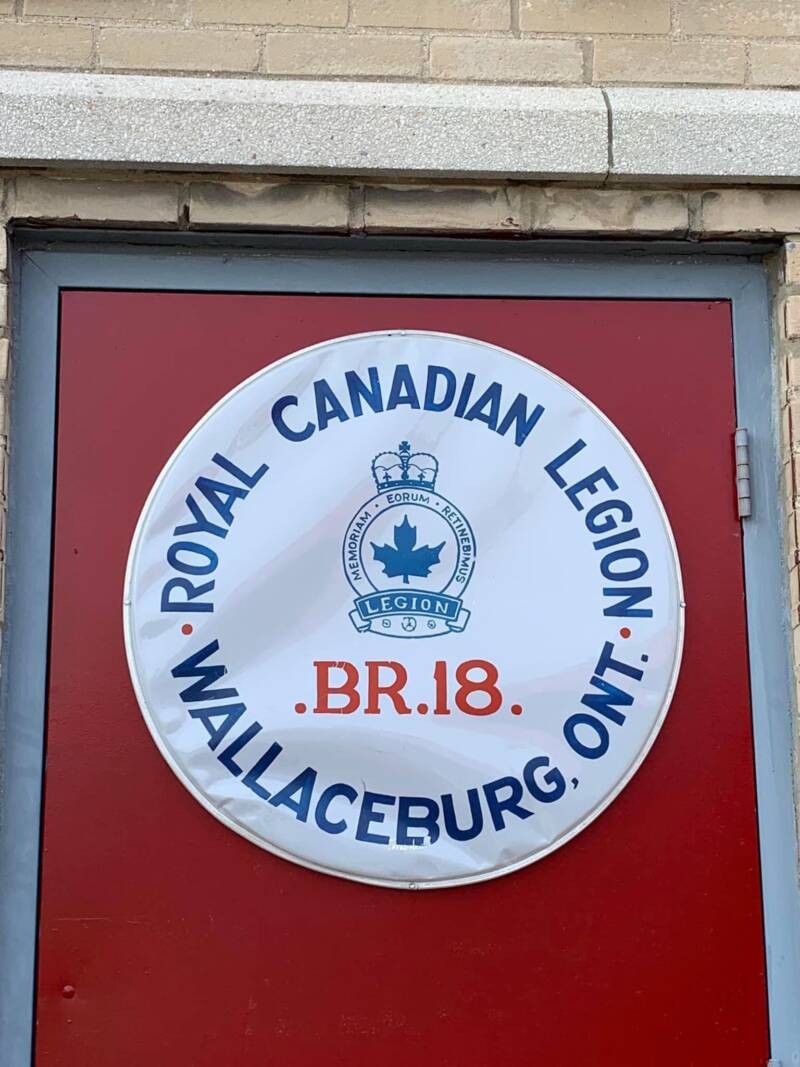 ROYAL CANADIAN LEGION
MEMORIAM · EORUM · RETINEBIMUS
LEGION
.BR.18.
WALLACEBURG, ONT.